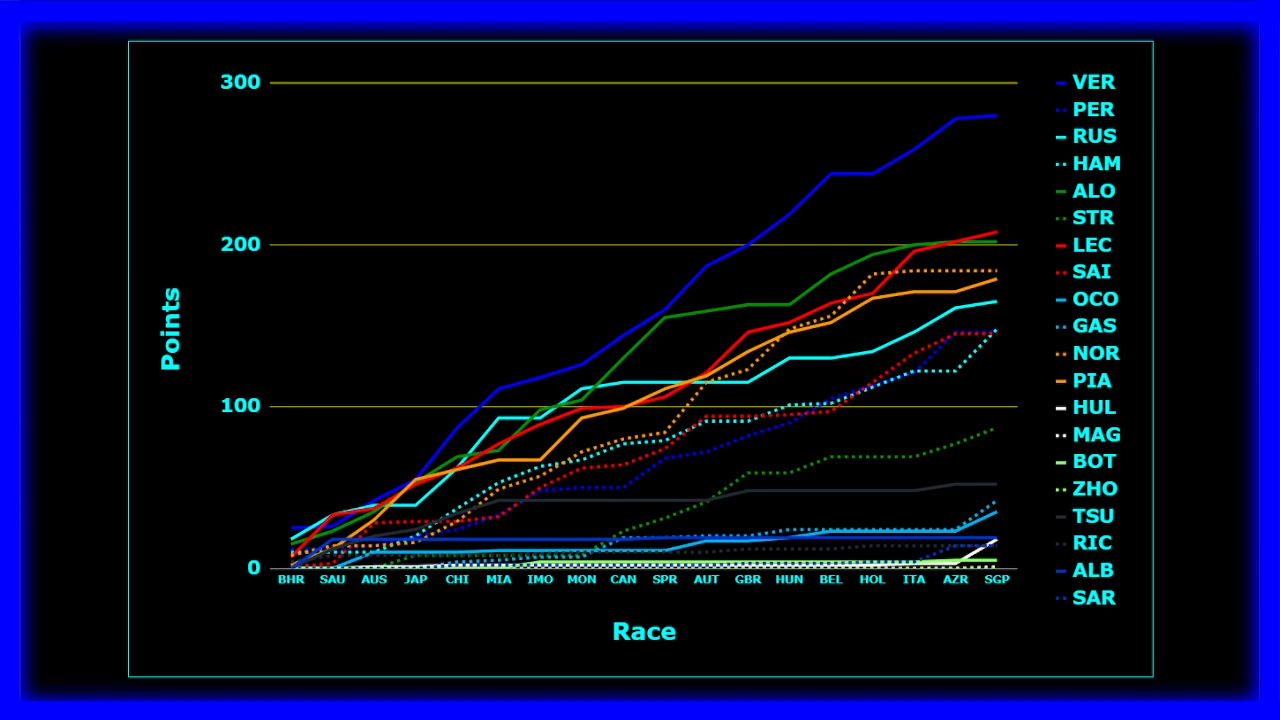 300
200
100
0
Points
BHR SAU AUS JAP CHI MIA IMO MON CAN SPR AUT GBR HUN BEL HOL ITA AZR SGP
Race
VER
PER
RUS
HAM
ALO
STR
LEC
SAI
OCO
GAS
NOR
PIA
HUL
MAG
BOT
ZHO
TSU
RIC
ALB
SAR